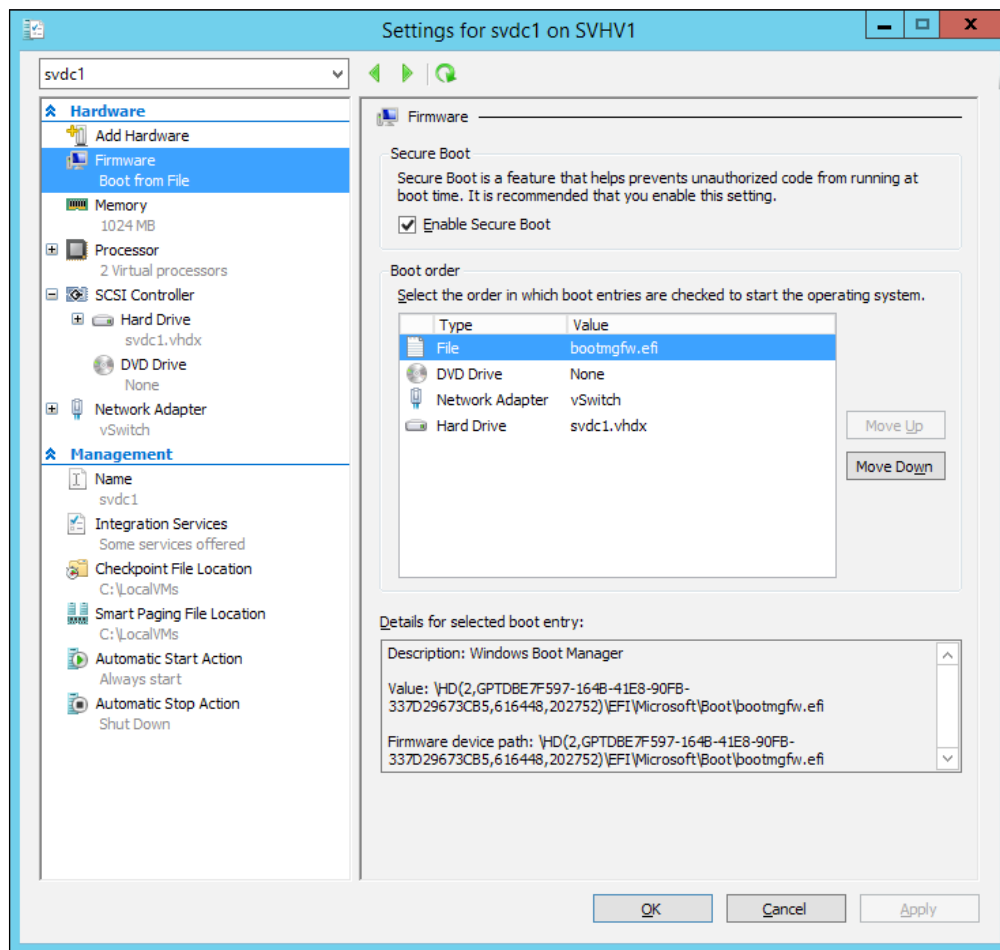 Settings for svdc1 on SVHV1
svdc1
Hardware
Add Hardware
Firmware
Boot from File
Memory
1024 MB
Processor
2 Virtual processors
SCSI Controller
Hard Drive
svdc1.vhdx
DVD Drive
None
Network Adapter
vSwitch
Management
Name
svdc1
Integration Services
Some services offered
Checkpoint File Location
C:\LocalVMs
Smart Paging File Location
C:\LocalVMs
Automatic Start Action
Always start
Automatic Stop Action
Shut Down
Firmware
Secure Boot
Secure Boot is a feature that helps prevents unauthorized code from running at
boot time. It is recommended that you enable this setting.
Enable Secure Boot
Boot order
Select the order in which boot entries are checked to start the operating system.
Type Value
File bootmgfw.efi
DVD Drive None
Network Adapter vSwitch
Hard Drive svdc1.vhdx
Move Up
Move Down
Details for selected boot entry:
Description: Windows Boot Manager
Value: \HD(2,GPTDBE7F597-164B-41E8-90FB-
337D29673CB5,616448,202752)\EFI\Microsoft\Boot\bootmgfw.efi
Firmware device path: \HD(2,GPTDBE7F597-164B-41E8-90FB-
337D29673CB5,616448,202752)\EFI\Microsoft\Boot\bootmgfw.efi
OK
Cancel
Apply